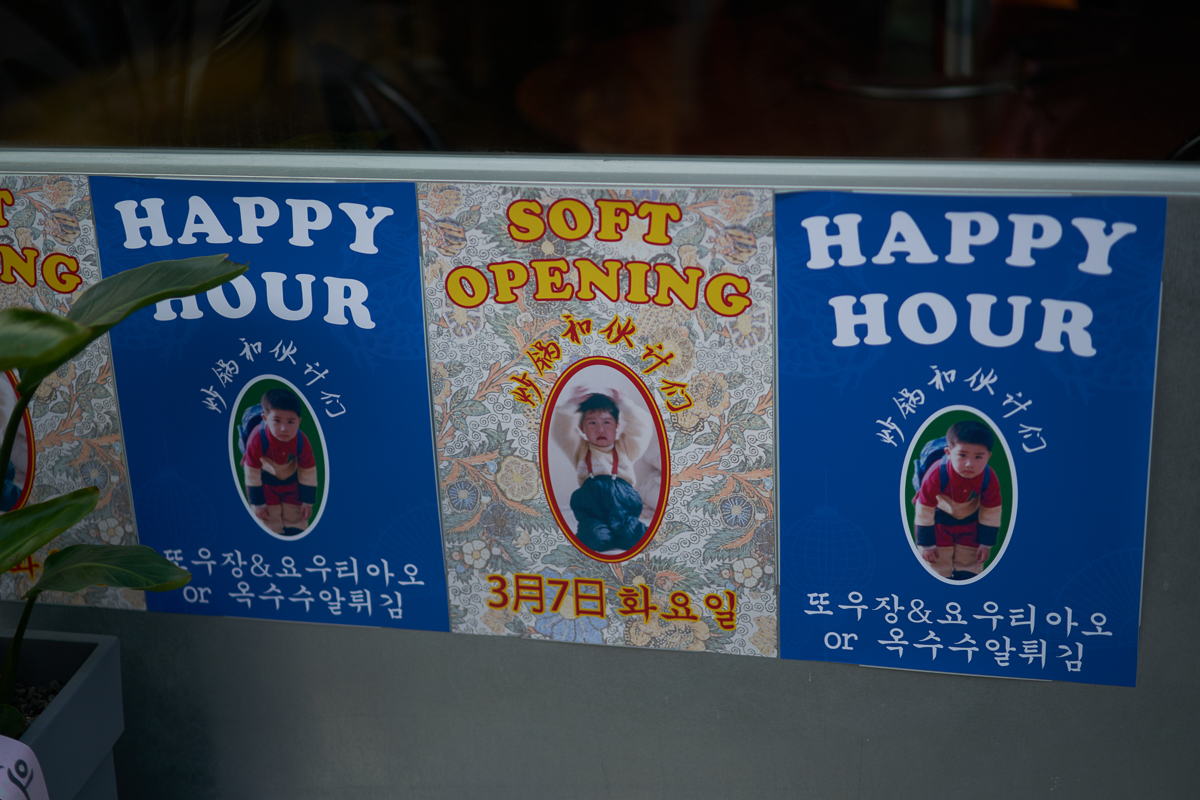 HAPPY
HOUR
炒锅和伙计们
또우장&요우티아오
or 옥수수알튀김
SOFT
OPENING
炒锅和伙计们
3月7日 화요일
HAPPY
HOUR
炒锅和伙计们
또우장&요우티아오
or 옥수수알튀김